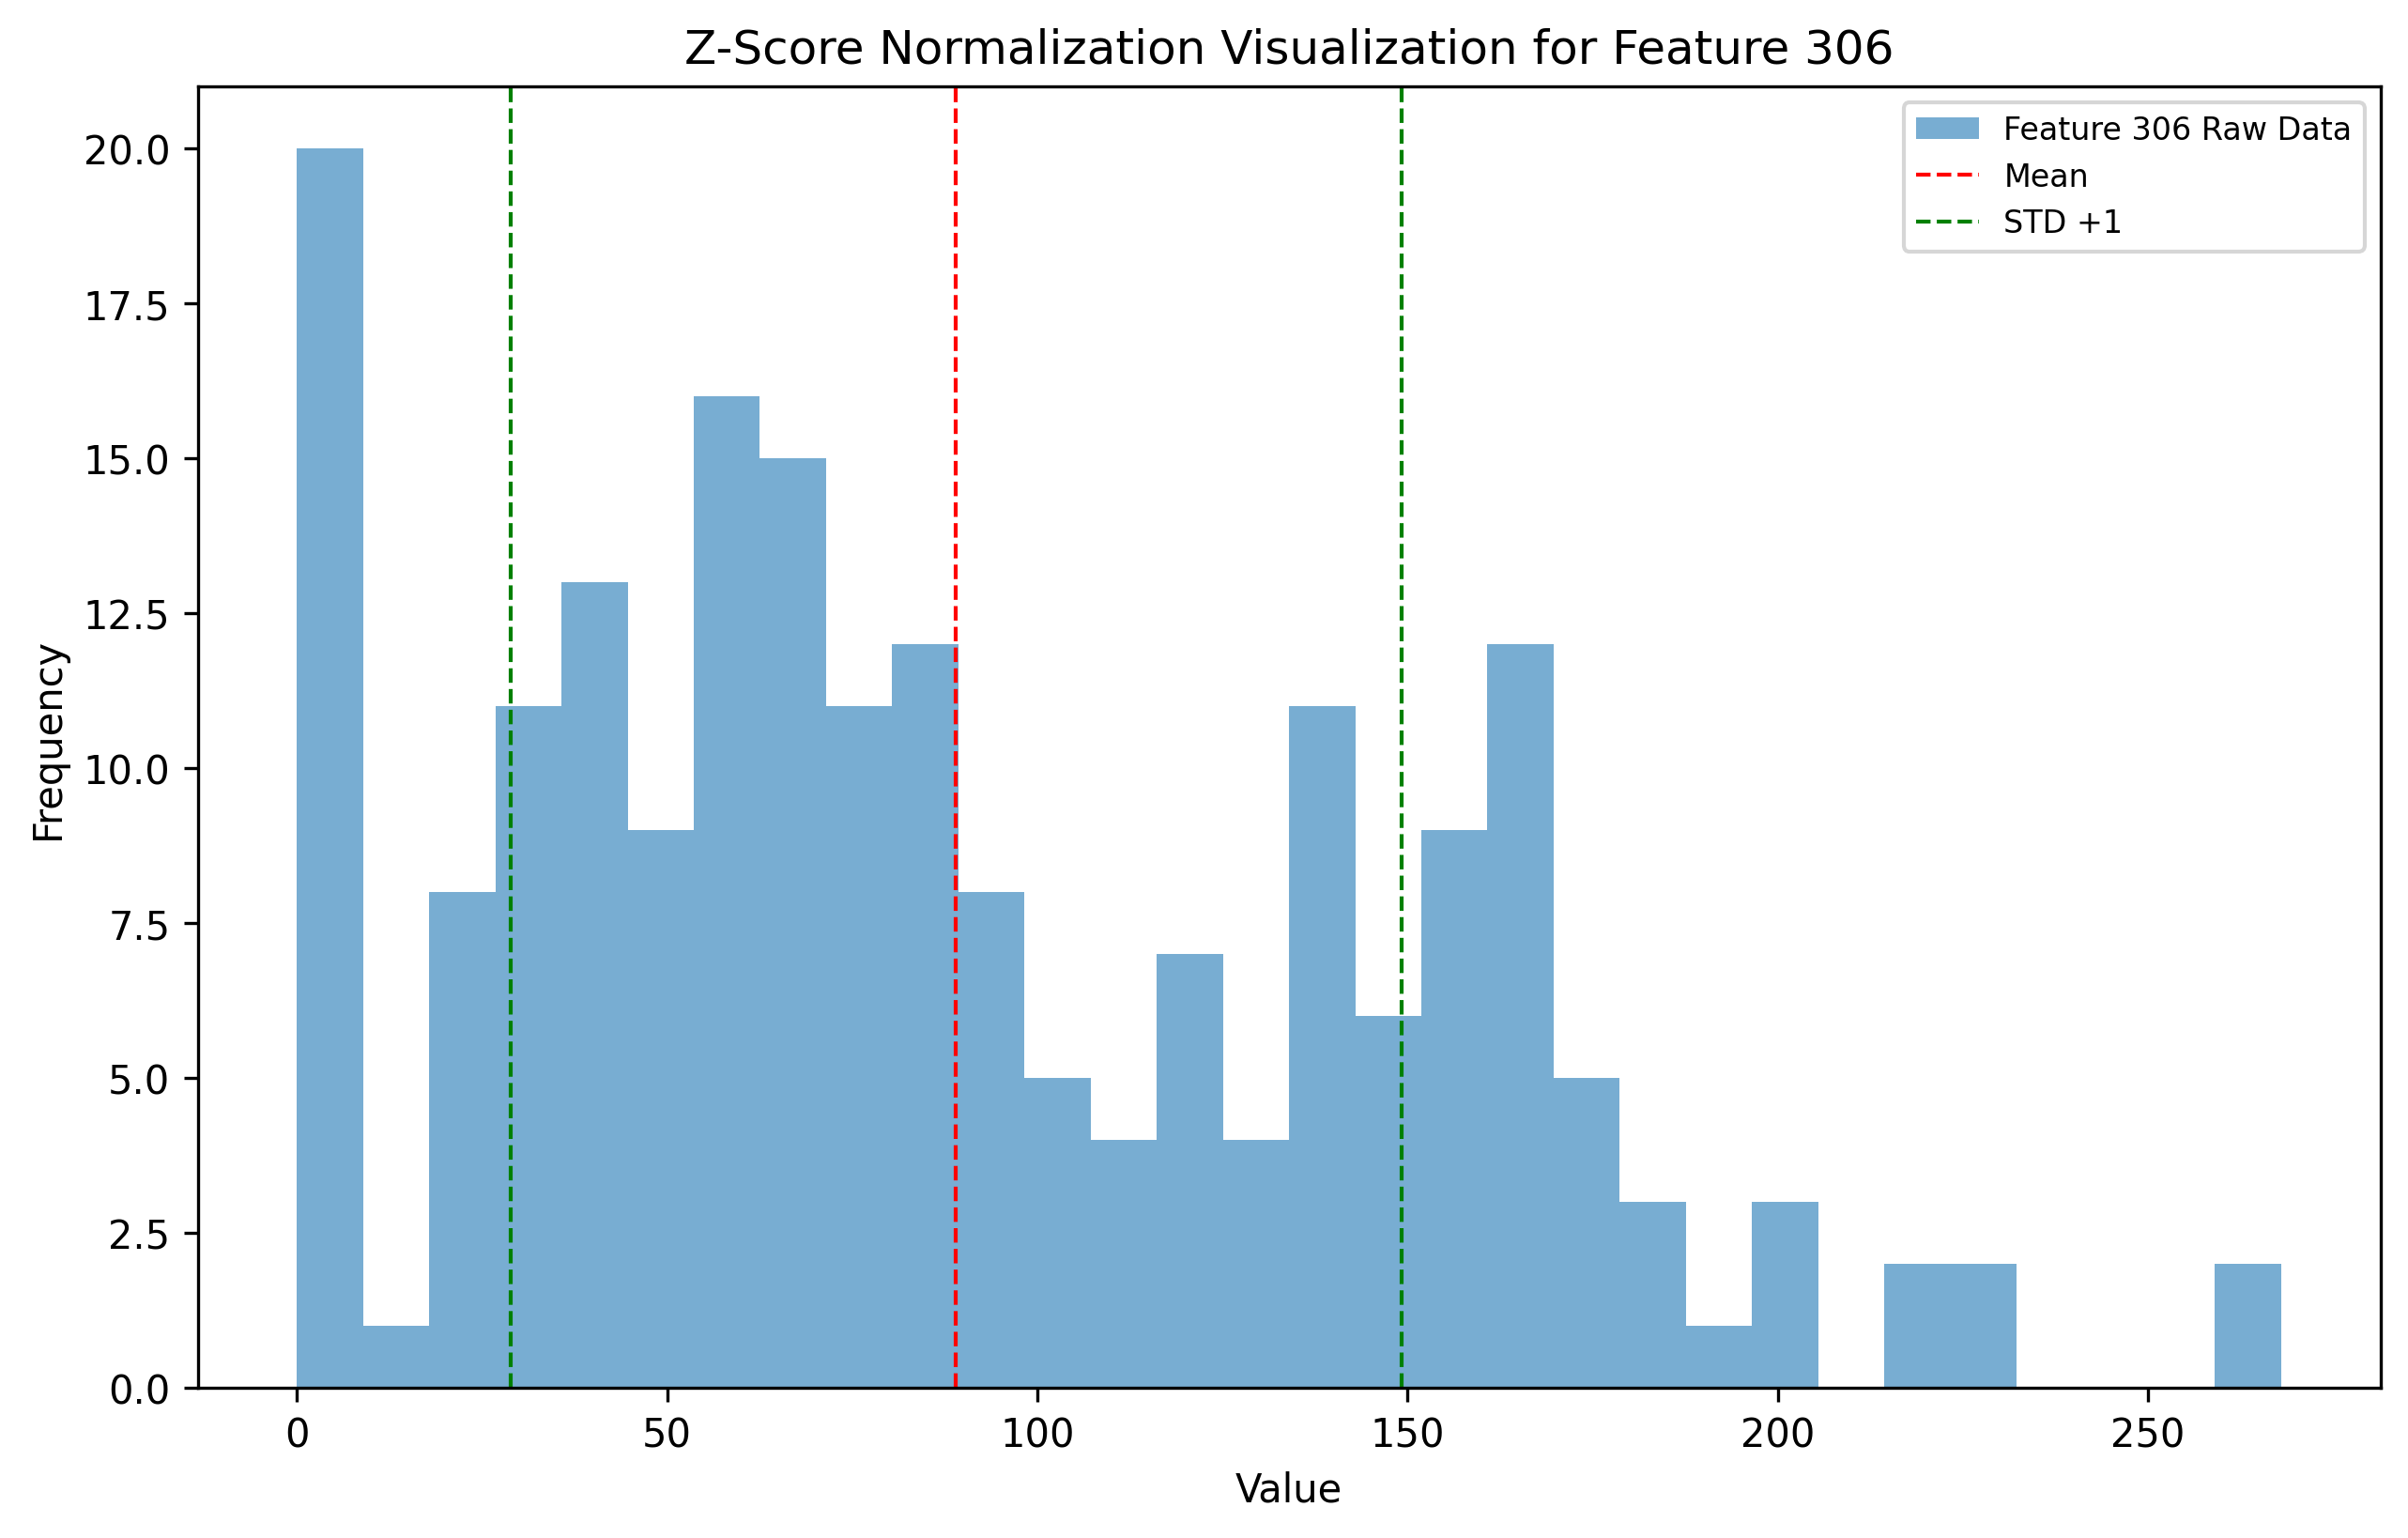 Z-Score Normalization Visualization for Feature 306
Feature 306 Raw Data
Mean
STD +1
20.0
17.5
15.0
12.5
10.0
7.5
5.0
2.5
0.0
Frequency
0 50 100 150 200 250
Value